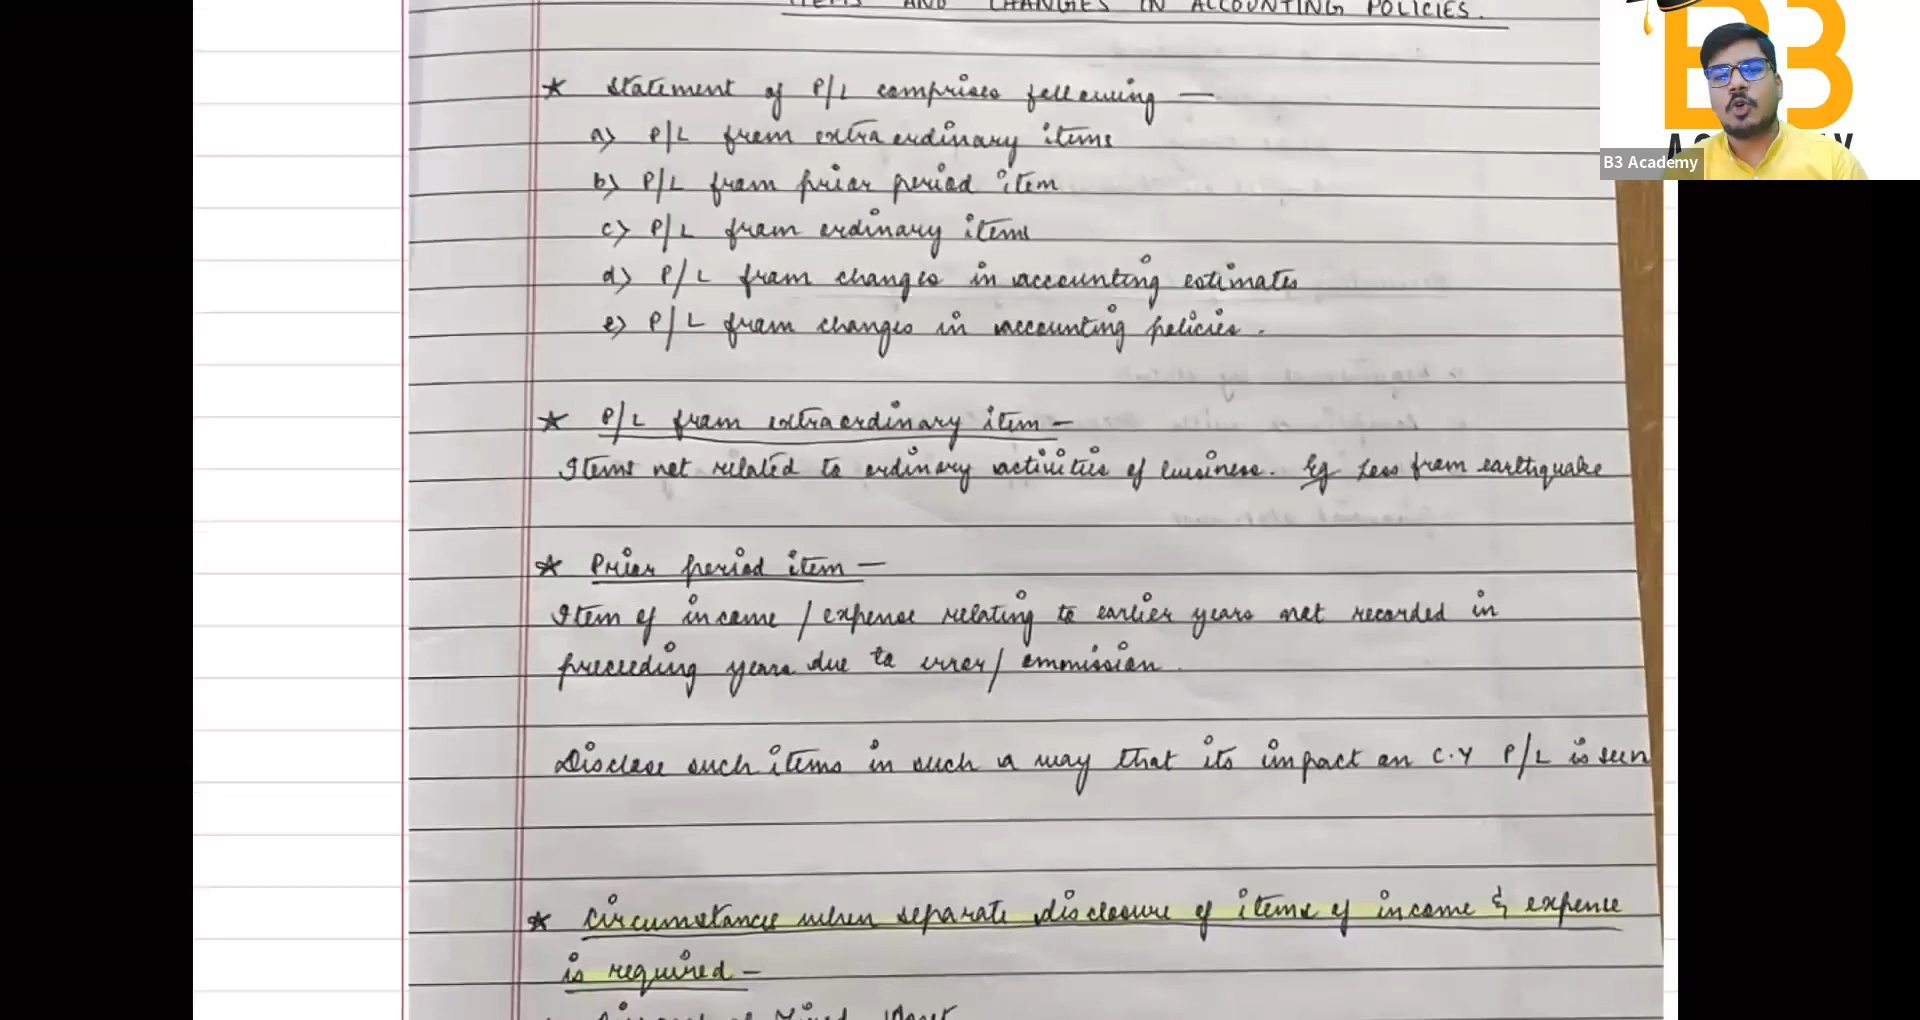 ITEMS AND CHANGES IN ACCOUNTING POLICIES.
B3
B3 Academy
* Statement of P/L comprises following —
a) P/L from extraordinary items
b) P/L from prior period item
c) P/L from ordinary items
d) P/L from changes in accounting estimates
e) P/L from changes in accounting policies.
* P/L from extraordinary item -
Items not related to ordinary activities of business. Eg Loss from earthquake
* Prior period item —
Item of income / expense relating to earlier years not recorded in
preceeding years due to error/ ommission.
Disclose such items in such a way that its impact on C.Y P/L is seen
* Circumstances when separate disclosure of items of income & expence
is required —